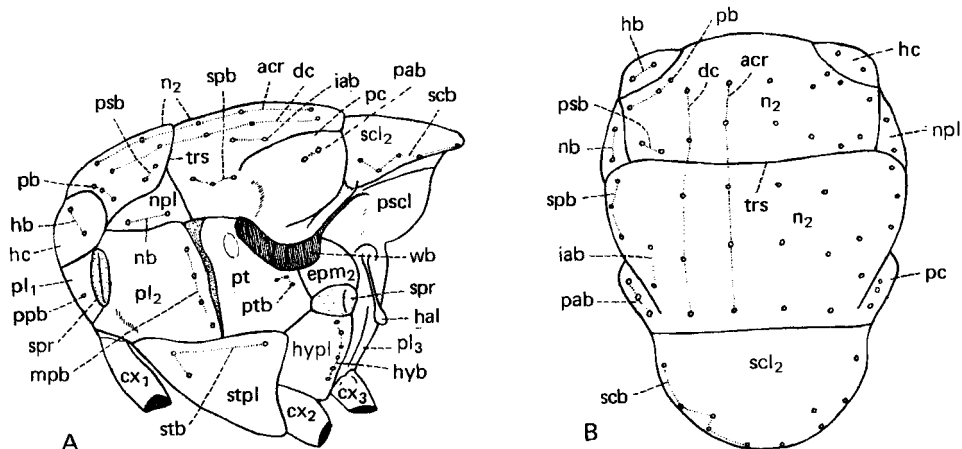 psb n₂ spb acr dc iab pab
pc scb
scl₂
trs
pb
npl
hb
hc
nb
pscl
pl₁
pl₂
pt
epm₂
wb
ppb
ptb
spr
spr
hal
mpb
hypl
pl₃
hyb
cx₁
stpl
cx₂
cx₃
stb
A
hb pb hc
dc acr
psb
n₂
nb
npl
spb
trs
n₂
iab
pab
pc
scl₂
scb
B